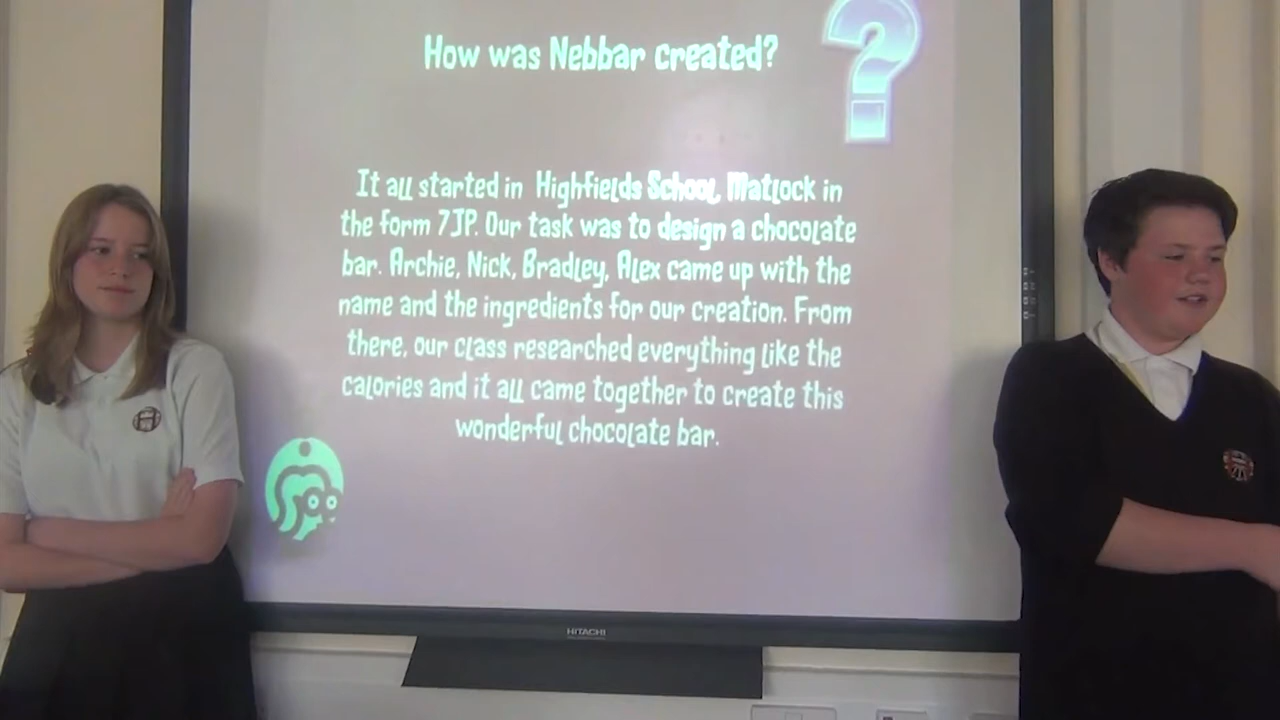 How was Nebbar created?
It all started in Highfields School, Matlock in
the form 7JP. Our task was to design a chocolate
bar. Archie, Nick, Bradley, Alex came up with the
name and the ingredients for our creation. From
there, our class researched everything like the
calories and it all came together to create this
wonderful chocolate bar.
HITACHI